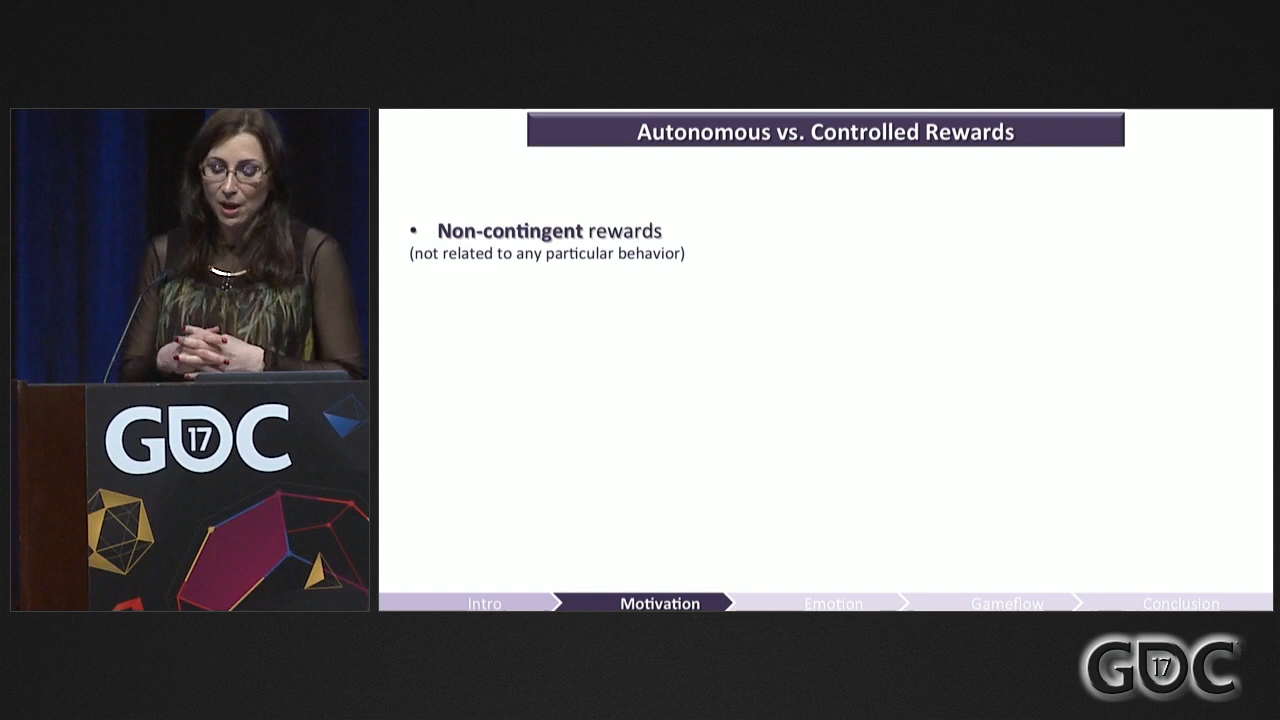 Autonomous vs. Controlled Rewards
• Non-contingent rewards
(not related to any particular behavior)
GDC
17
Intro
Motivation
Emotion
Gameflow
Conclusion
GDC
17